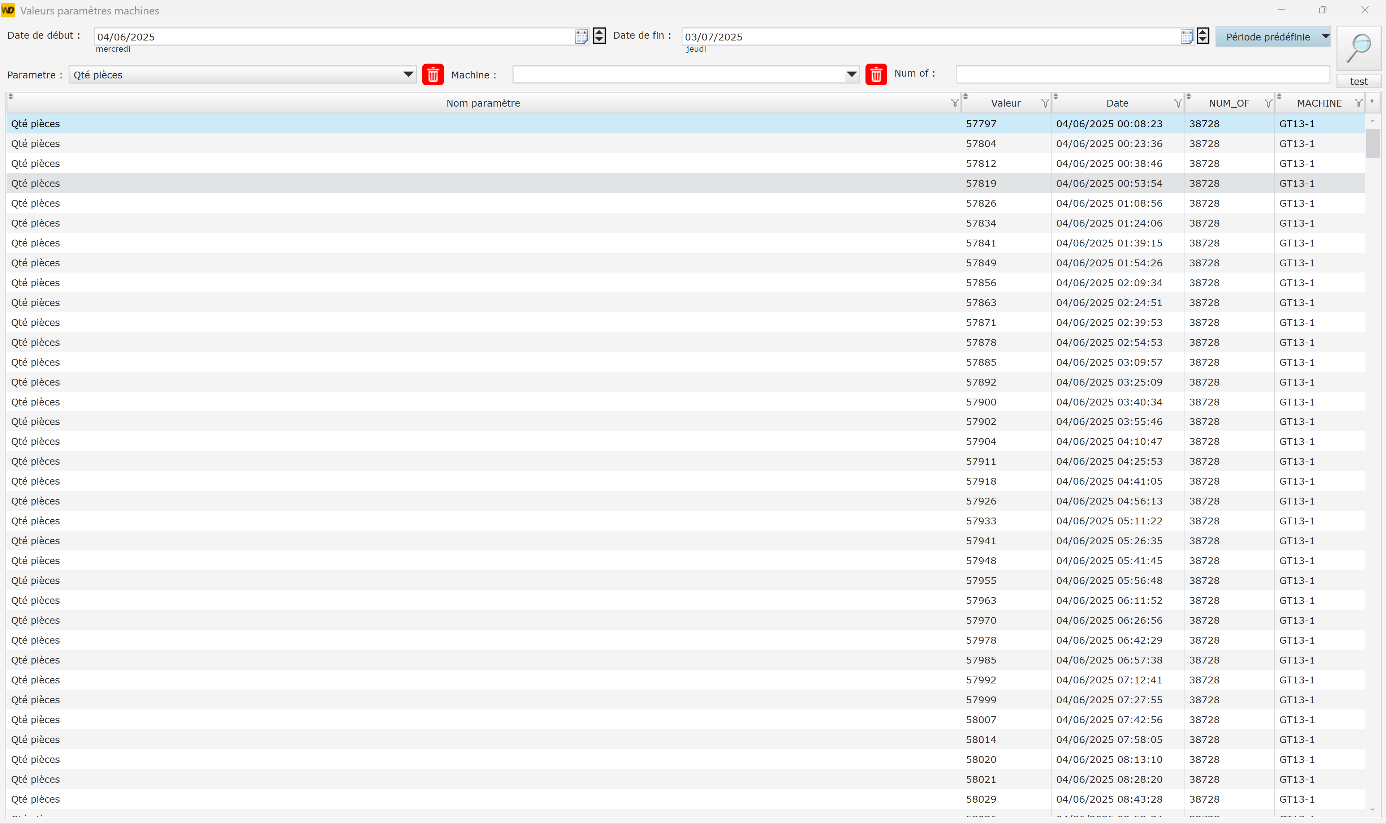 WD Valeurs paramètres machines
Date de début : 04/06/2025 Date de fin : 03/07/2025 Période prédéfinie
mercredi jeudi
Parametre : Qté pièces Machine : Num of : test
Nom paramètre Valeur Date NUM_OF MACHINE
Qté pièces 57797 04/06/2025 00:08:23 38728 GT13-1
Qté pièces 57804 04/06/2025 00:23:36 38728 GT13-1
Qté pièces 57812 04/06/2025 00:38:46 38728 GT13-1
Qté pièces 57819 04/06/2025 00:53:54 38728 GT13-1
Qté pièces 57826 04/06/2025 01:08:56 38728 GT13-1
Qté pièces 57834 04/06/2025 01:24:06 38728 GT13-1
Qté pièces 57841 04/06/2025 01:39:15 38728 GT13-1
Qté pièces 57849 04/06/2025 01:54:26 38728 GT13-1
Qté pièces 57856 04/06/2025 02:09:34 38728 GT13-1
Qté pièces 57863 04/06/2025 02:24:51 38728 GT13-1
Qté pièces 57871 04/06/2025 02:39:53 38728 GT13-1
Qté pièces 57878 04/06/2025 02:54:53 38728 GT13-1
Qté pièces 57885 04/06/2025 03:09:57 38728 GT13-1
Qté pièces 57892 04/06/2025 03:25:09 38728 GT13-1
Qté pièces 57900 04/06/2025 03:40:34 38728 GT13-1
Qté pièces 57902 04/06/2025 03:55:46 38728 GT13-1
Qté pièces 57904 04/06/2025 04:10:47 38728 GT13-1
Qté pièces 57911 04/06/2025 04:25:53 38728 GT13-1
Qté pièces 57918 04/06/2025 04:41:05 38728 GT13-1
Qté pièces 57926 04/06/2025 04:56:13 38728 GT13-1
Qté pièces 57933 04/06/2025 05:11:22 38728 GT13-1
Qté pièces 57941 04/06/2025 05:26:35 38728 GT13-1
Qté pièces 57948 04/06/2025 05:41:45 38728 GT13-1
Qté pièces 57955 04/06/2025 05:56:48 38728 GT13-1
Qté pièces 57963 04/06/2025 06:11:52 38728 GT13-1
Qté pièces 57970 04/06/2025 06:26:56 38728 GT13-1
Qté pièces 57978 04/06/2025 06:42:29 38728 GT13-1
Qté pièces 57985 04/06/2025 06:57:38 38728 GT13-1
Qté pièces 57992 04/06/2025 07:12:41 38728 GT13-1
Qté pièces 57999 04/06/2025 07:27:55 38728 GT13-1
Qté pièces 58007 04/06/2025 07:42:56 38728 GT13-1
Qté pièces 58014 04/06/2025 07:58:05 38728 GT13-1
Qté pièces 58020 04/06/2025 08:13:10 38728 GT13-1
Qté pièces 58021 04/06/2025 08:28:20 38728 GT13-1
Qté pièces 58029 04/06/2025 08:43:28 38728 GT13-1